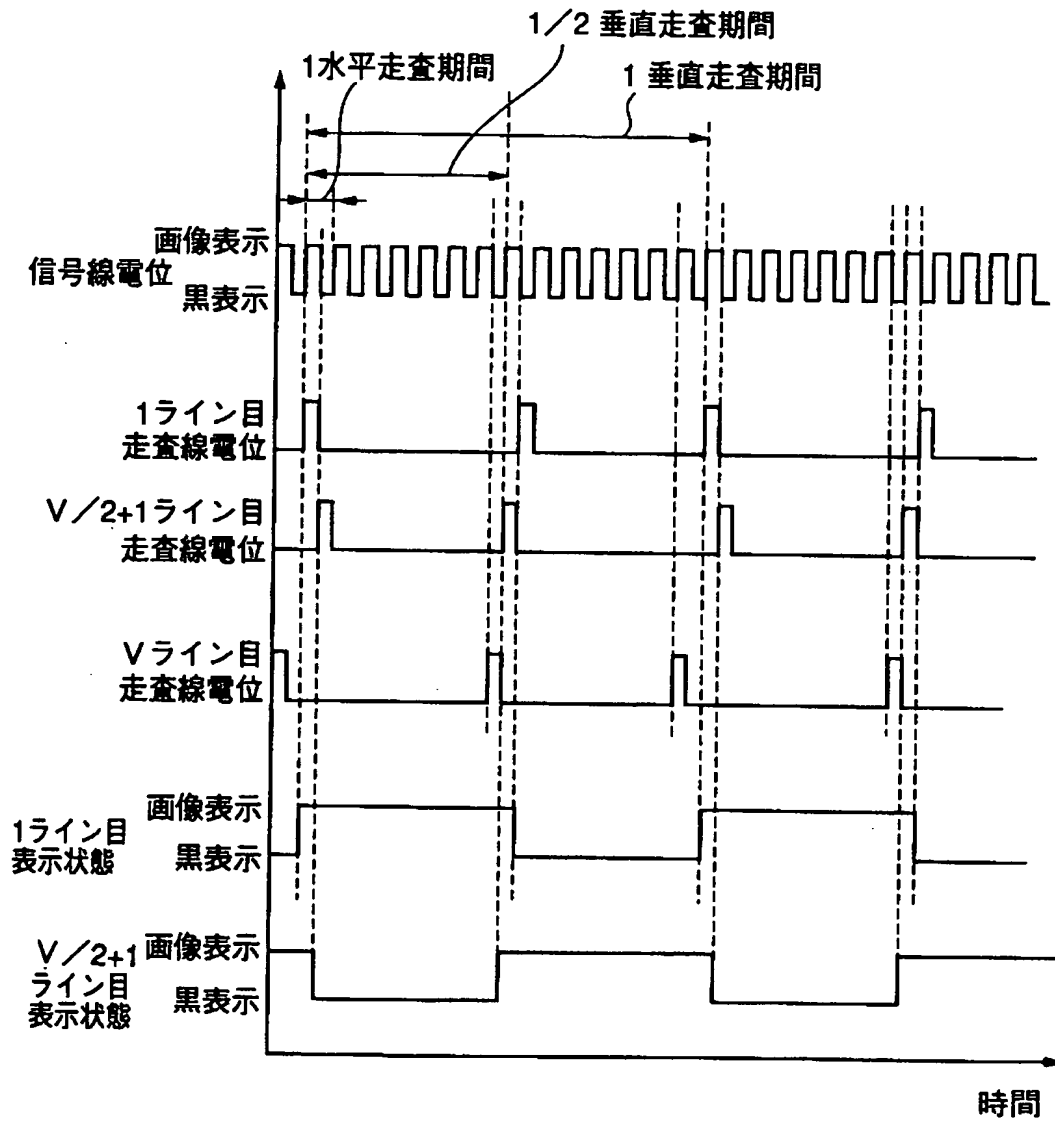 1／2 垂直走査期間
1水平走査期間
1 垂直走査期間
画像表示
信号線電位
黒表示
1ライン目
走査線電位
V／2+1ライン目
走査線電位
Vライン目
走査線電位
画像表示
1ライン目
表示状態
黒表示
V／2+1
画像表示
ライン目
黒表示
表示状態
時間